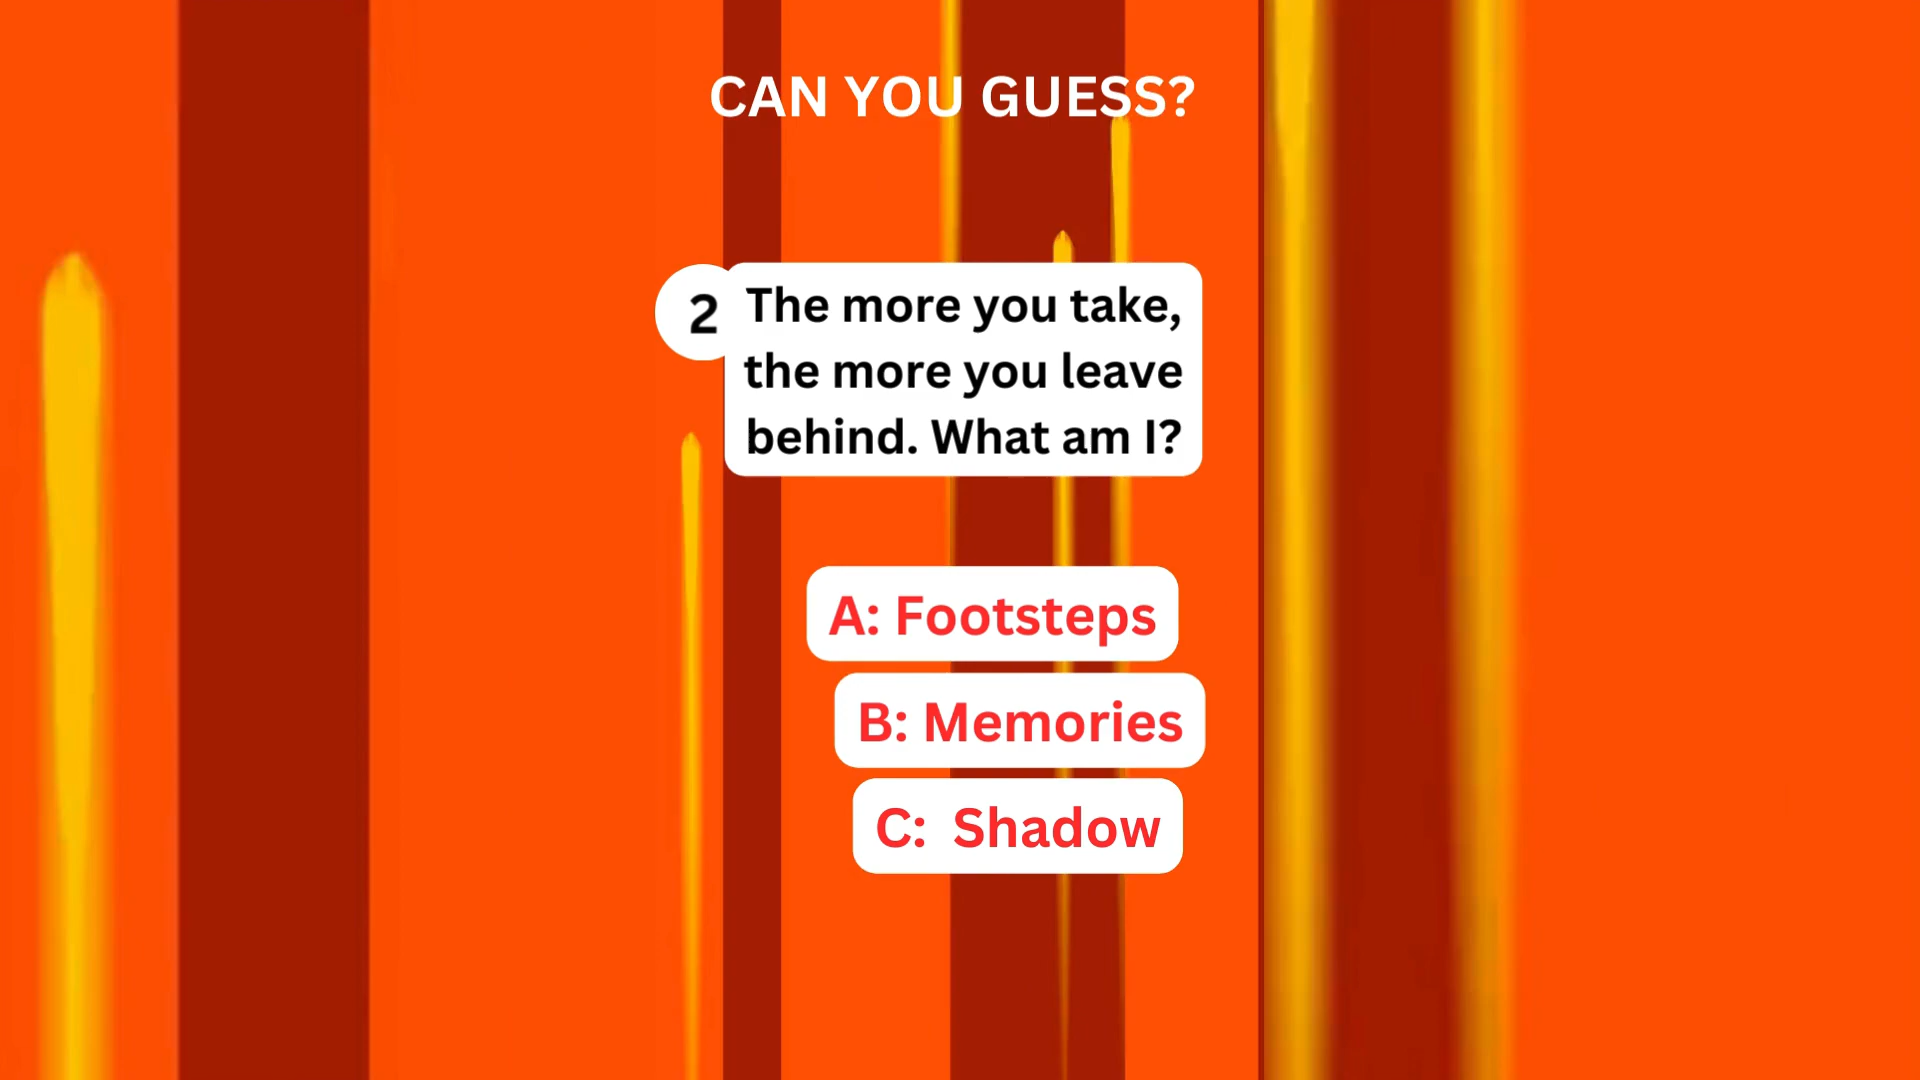 CAN YOU GUESS?
2
The more you take,
the more you leave
behind. What am I?
A: Footsteps
B: Memories
C: Shadow